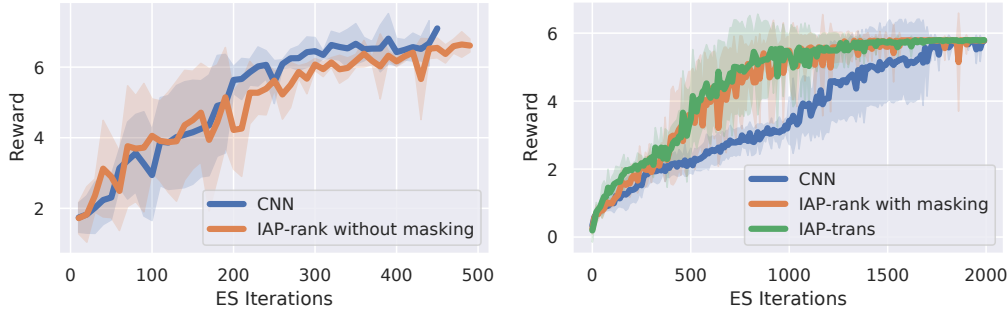 Reward
6
4
2
CNN
IAP-rank without masking
0 100 200 300 400 500
ES Iterations
Reward
6
4
2
0
CNN
IAP-rank with masking
IAP-trans
0 500 1000 1500 2000
ES Iterations